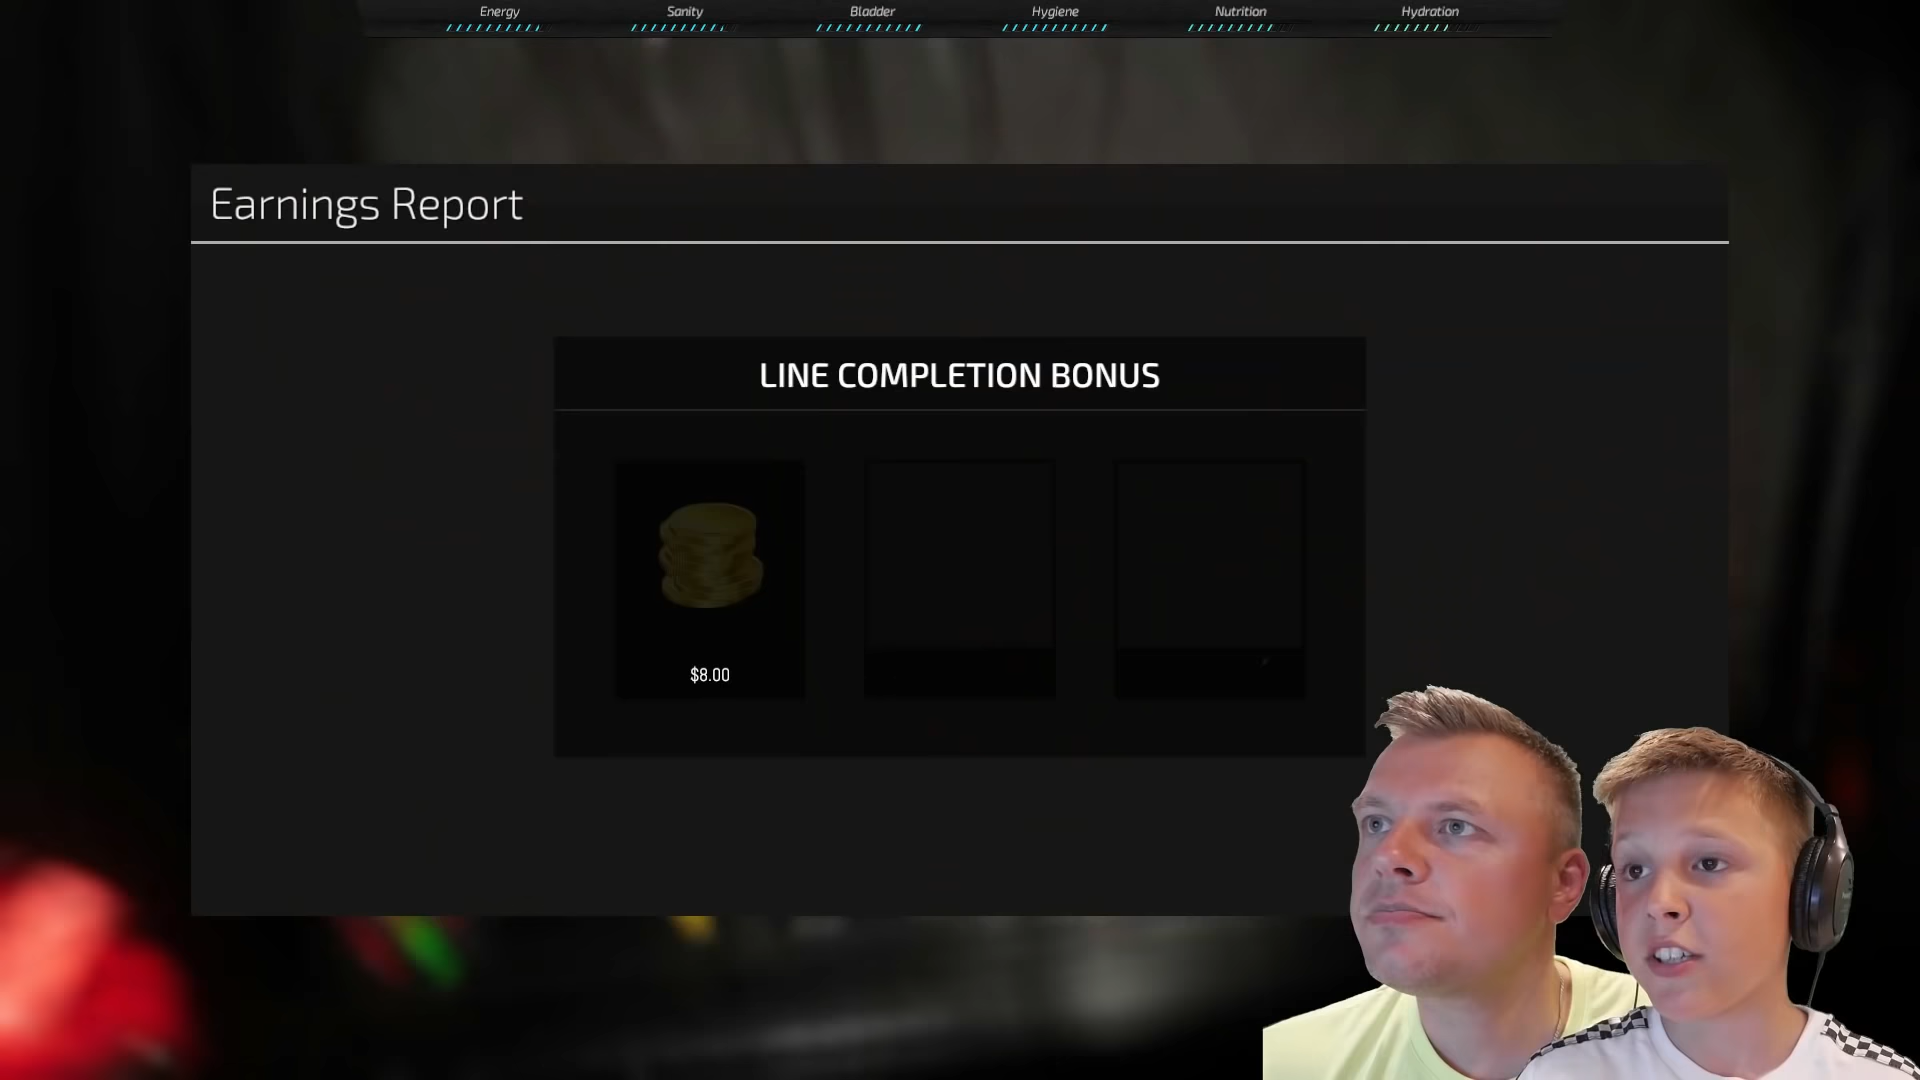 Energy Sanity Bladder Hygiene Nutrition Hydration
Earnings Report
LINE COMPLETION BONUS
$8.00